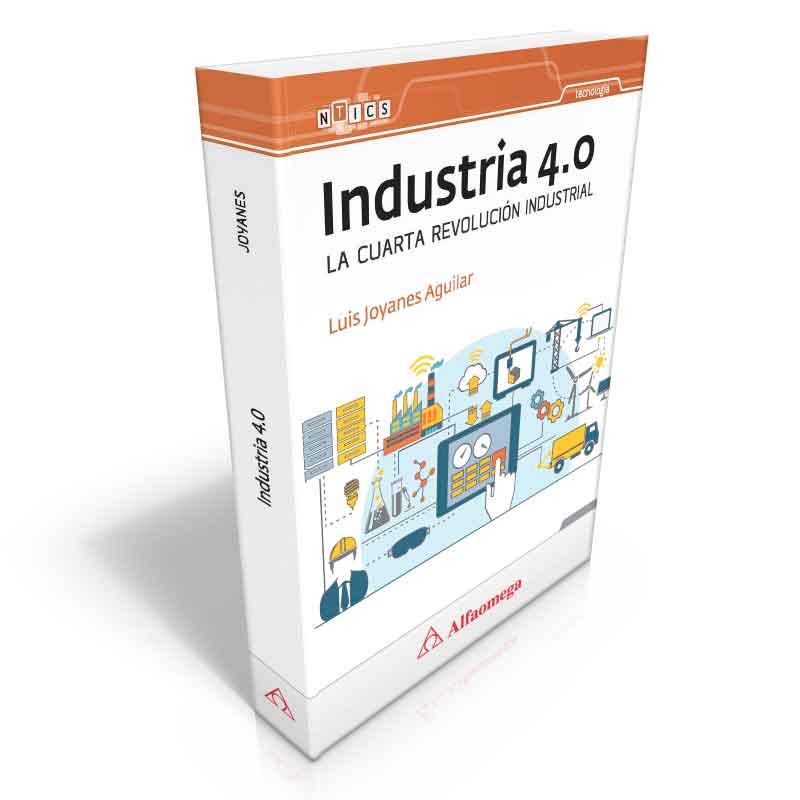 NTICS
tecnología
Industria 4.0
LA CUARTA REVOLUCIÓN INDUSTRIAL
Luis Joyanes Aguilar
Alfaomega
JOYANES
Industria 4.0